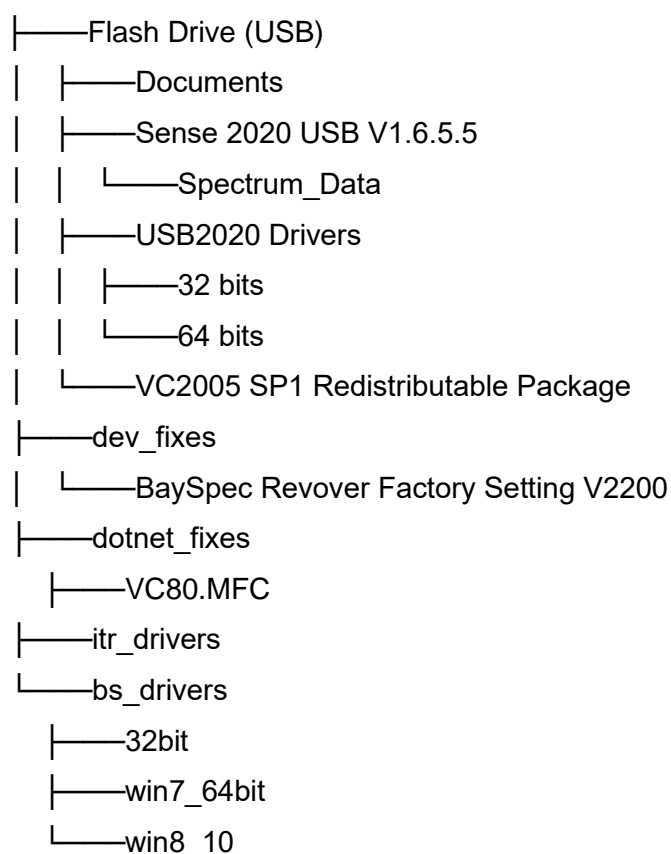 ├───Flash Drive (USB)
│   ├───Documents
│   ├───Sense 2020 USB V1.6.5.5
│   │   └───Spectrum_Data
│   ├───USB2020 Drivers
│   │   ├───32 bits
│   │   └───64 bits
│   └───VC2005 SP1 Redistributable Package
├───dev_fixes
│   └───BaySpec Revover Factory Setting V2200
├───dotnet_fixes
    ├───VC80.MFC
├───itr_drivers
└───bs_drivers
    ├───32bit
    ├───win7_64bit
    └───win8_10